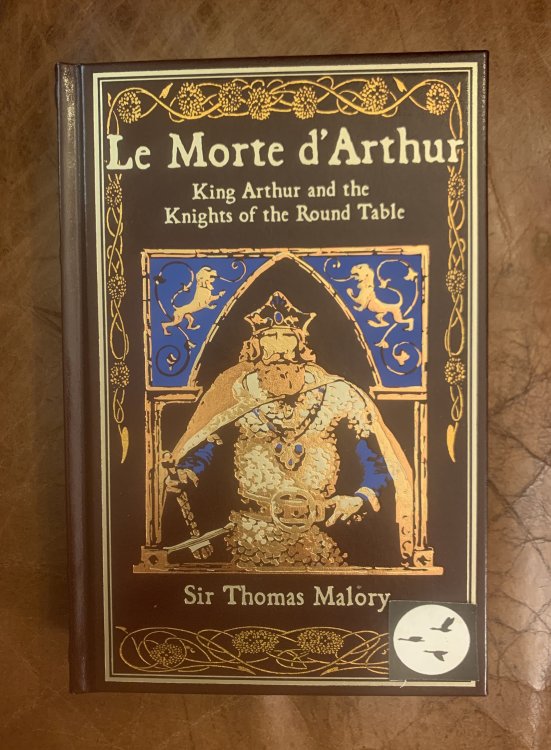 Le Morte d'Arthur
King Arthur and the
Knights of the Round Table
Sir Thomas Malory